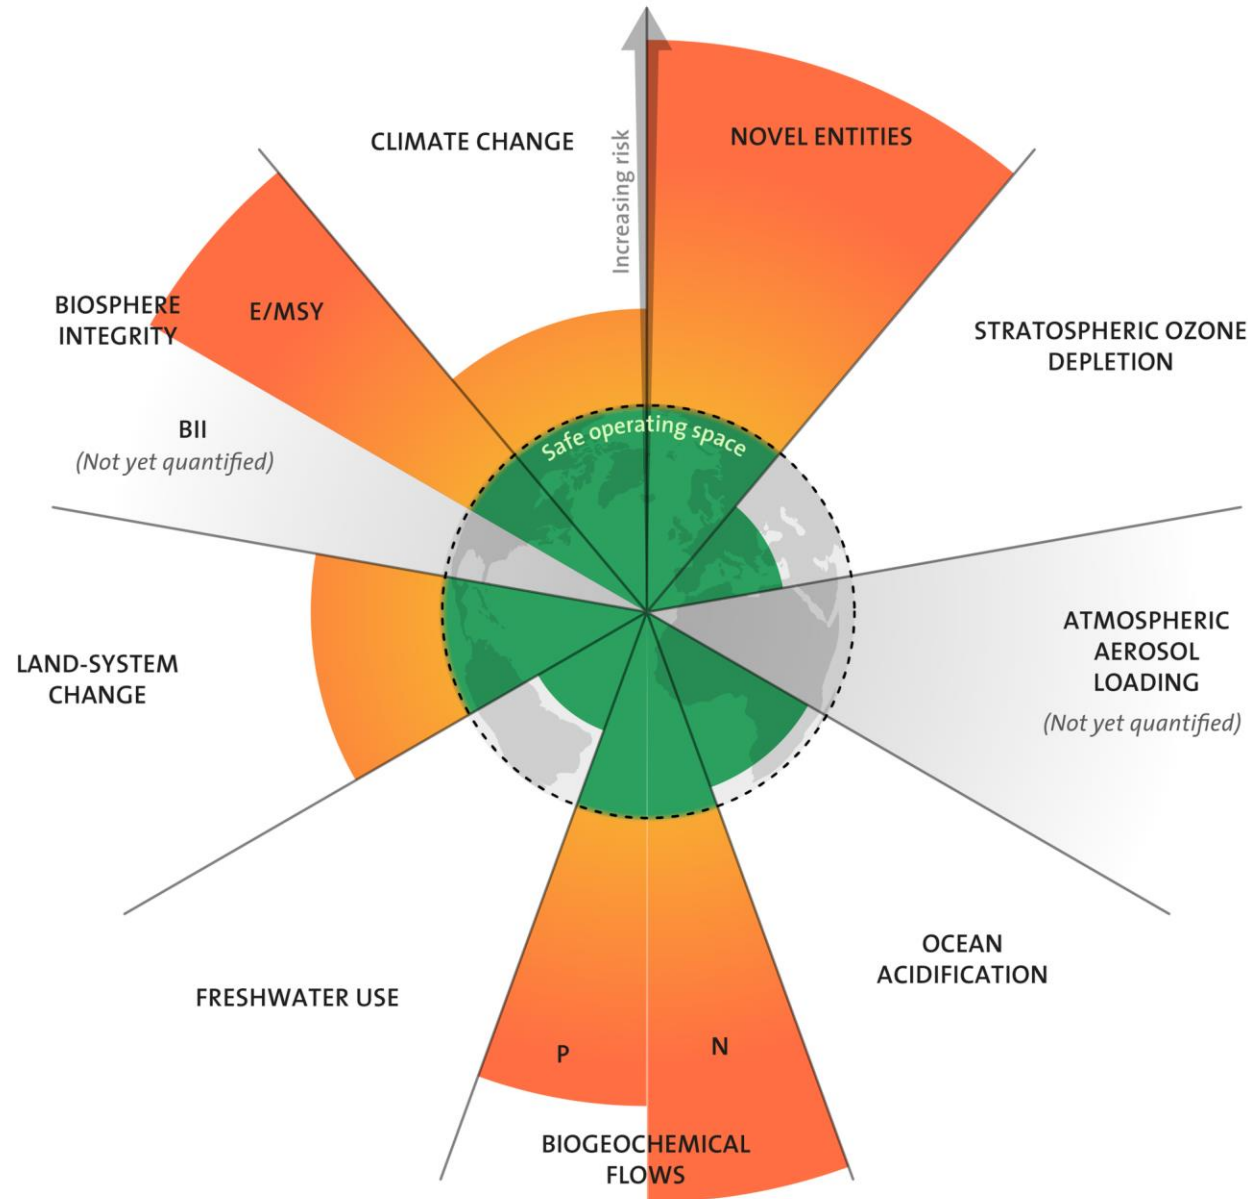 CLIMATE CHANGE
Increasing risk
NOVEL ENTITIES
BIOSPHERE
INTEGRITY
E/MSY
STRATOSPHERIC OZONE
DEPLETION
BII
(Not yet quantified)
Safe operating space
ATMOSPHERIC
AEROSOL
LOADING
(Not yet quantified)
LAND-SYSTEM
CHANGE
OCEAN
ACIDIFICATION
FRESHWATER USE
P
N
BIOGEOCHEMICAL
FLOWS